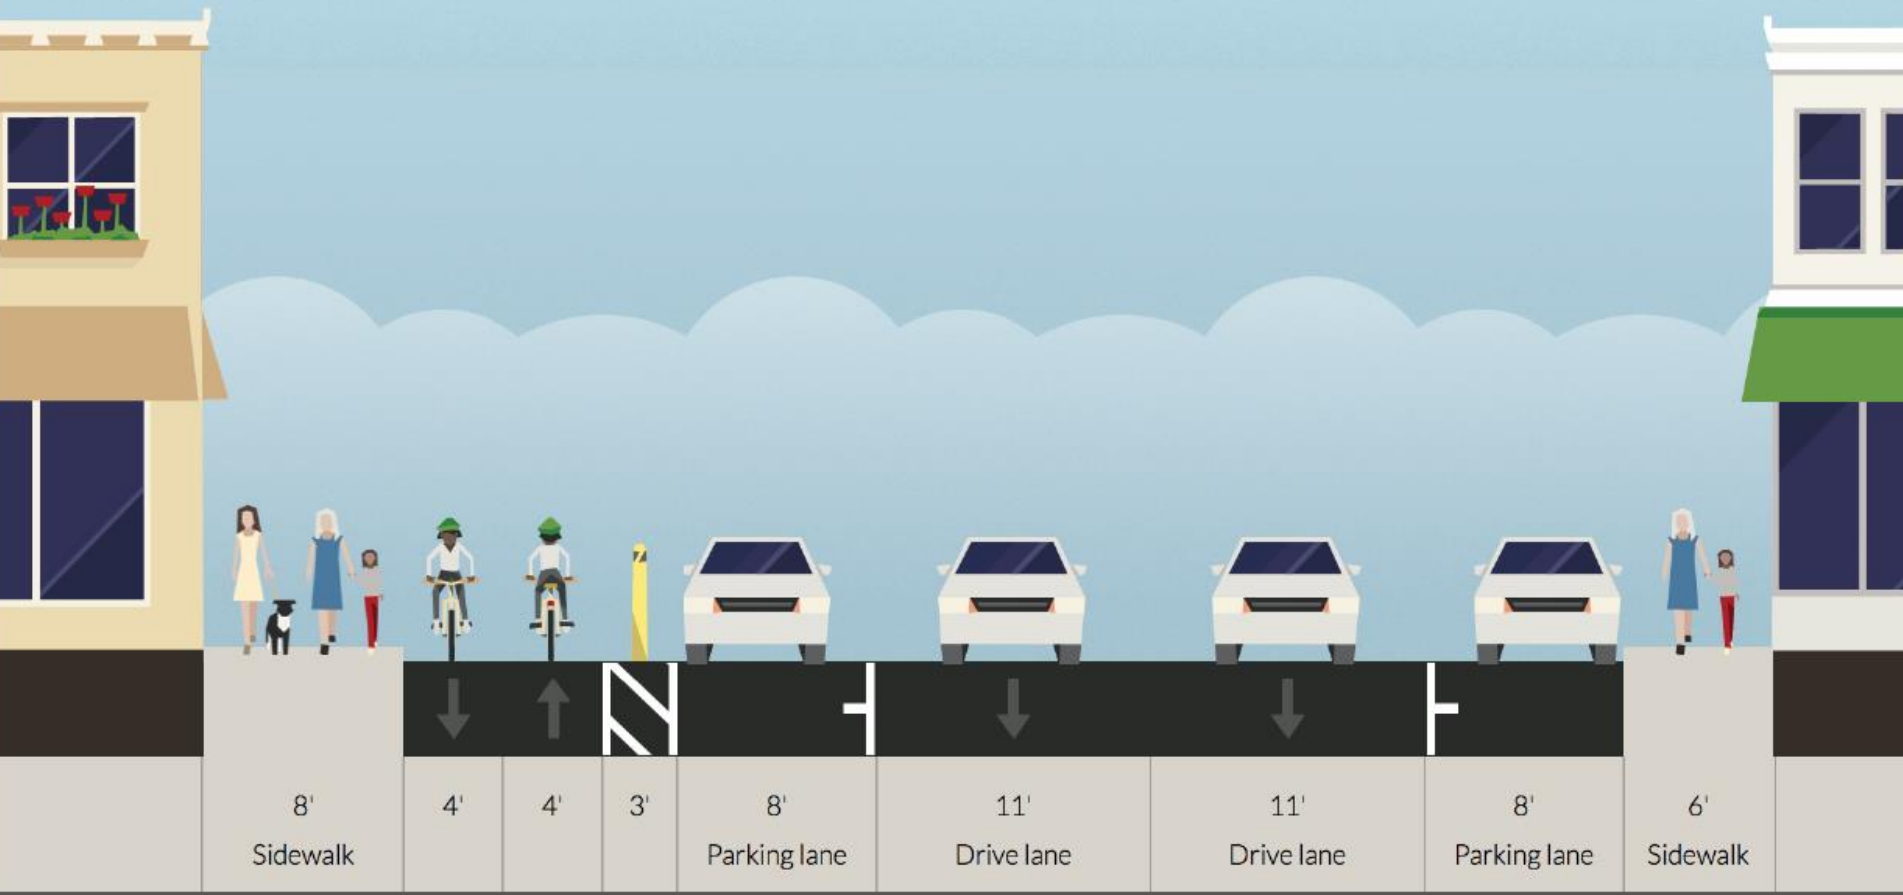 8' 4' 4' 3' 8' 11' 11' 8' 6'
Sidewalk Parking lane Drive lane Drive lane Parking lane Sidewalk